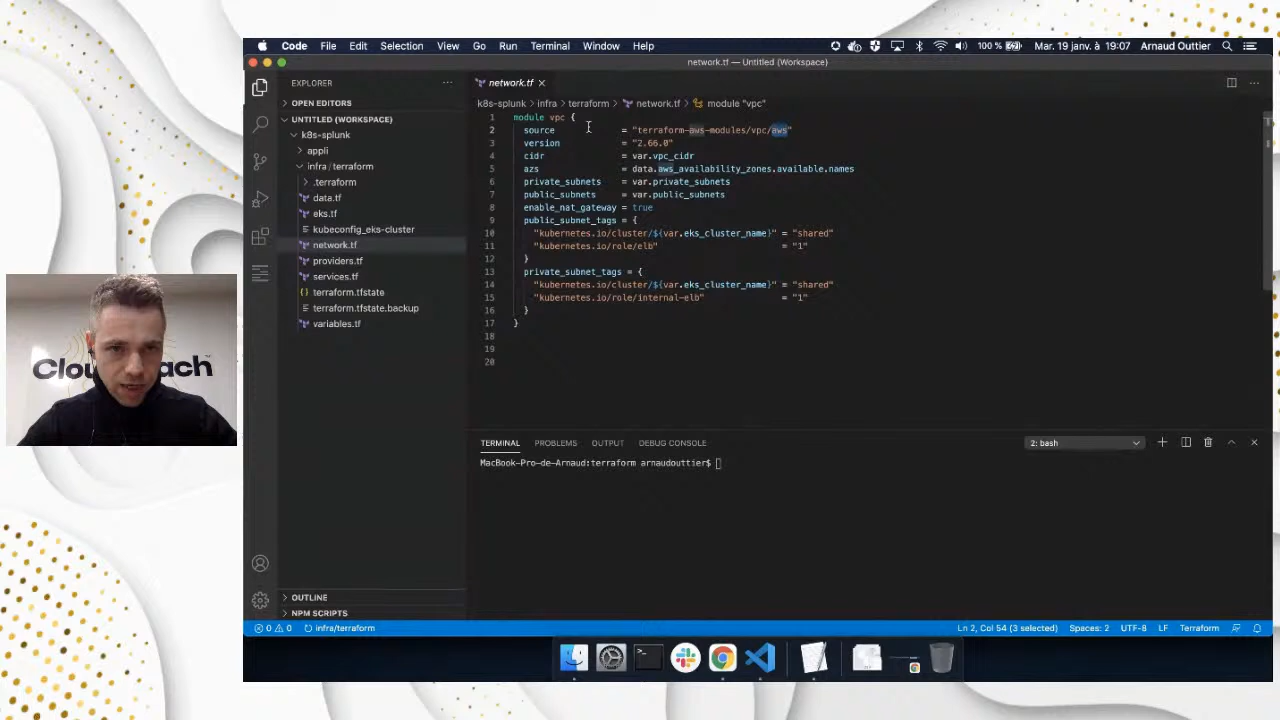 Code File Edit Selection View Go Run Terminal Window Help 100 % Mar. 19 janv. à 19:07 Arnaud Outtier
network.tf — Untitled (Workspace)
EXPLORER
OPEN EDITORS
UNTITLED (WORKSPACE)
k8s-splunk
appli
infra / terraform
.terraform
data.tf
eks.tf
kubeconfig_eks-cluster
network.tf
providers.tf
services.tf
terraform.tfstate
terraform.tfstate.backup
variables.tf
OUTLINE
NPM SCRIPTS
network.tf
k8s-splunk > infra > terraform > network.tf > module "vpc"
1 module vpc {
2 source = "terraform-aws-modules/vpc/aws"
3 version = "2.66.0"
4 cidr = var.vpc_cidr
5 azs = data.aws_availability_zones.available.names
6 private_subnets = var.private_subnets
7 public_subnets = var.public_subnets
8 enable_nat_gateway = true
9 public_subnet_tags = {
10 "kubernetes.io/cluster/${var.eks_cluster_name}" = "shared"
11 "kubernetes.io/role/elb" = "1"
12 }
13 private_subnet_tags = {
14 "kubernetes.io/cluster/${var.eks_cluster_name}" = "shared"
15 "kubernetes.io/role/internal-elb" = "1"
16 }
17 }
18
19
20
TERMINAL PROBLEMS OUTPUT DEBUG CONSOLE 2: bash
MacBook-Pro-de-Arnaud:terraform arnaudouttier$
0 0 infra/terraform Ln 2, Col 54 (3 selected) Spaces: 2 UTF-8 LF Terraform